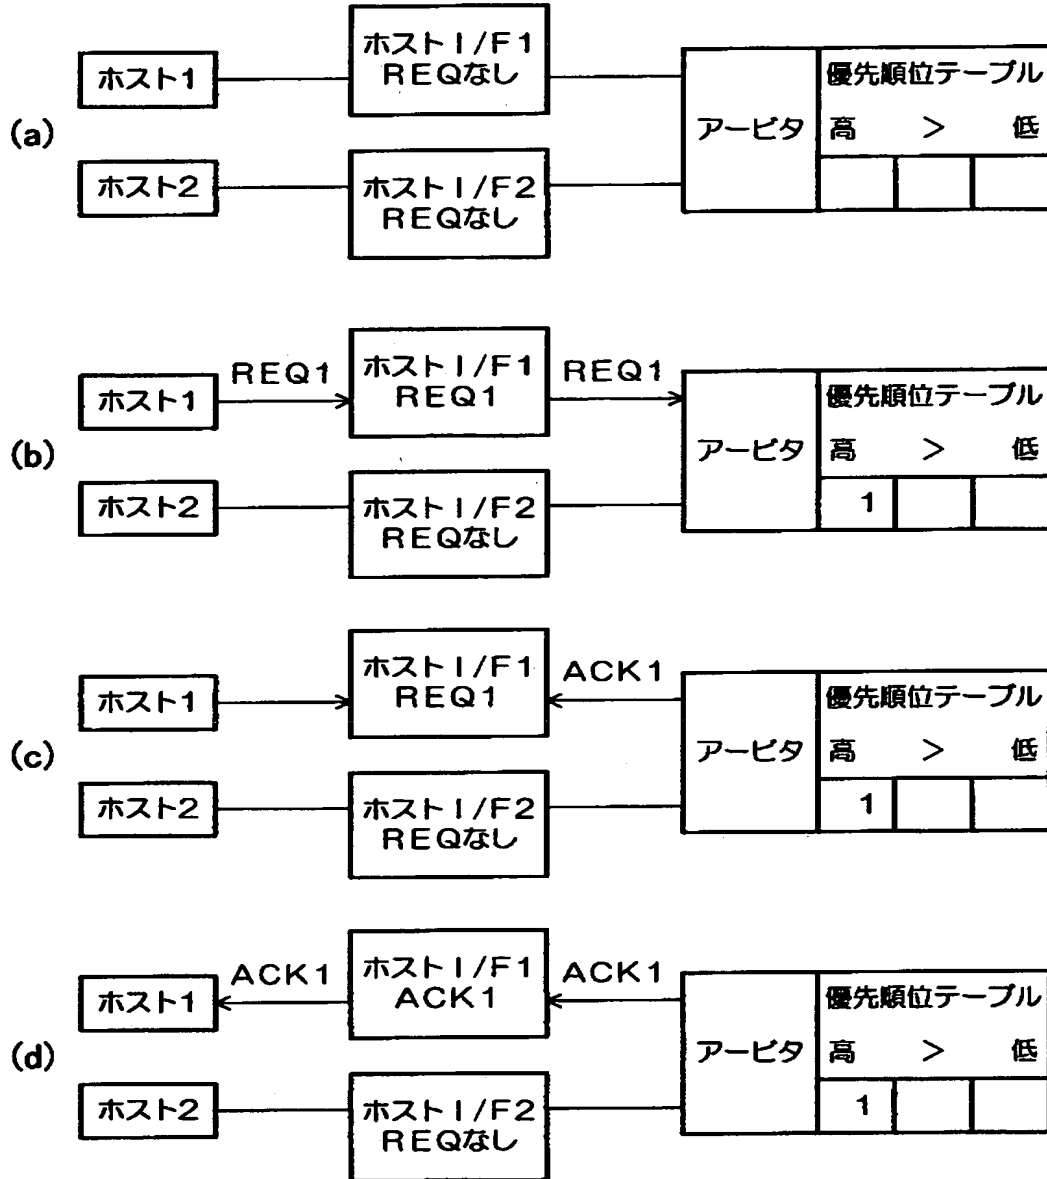 (a)
ホスト1
ホストI/F1
REQなし
ホスト2
ホストI/F2
REQなし
アービタ
優先順位テーブル
高 > 低
(b)
ホスト1
REQ1
ホストI/F1
REQ1
REQ1
ホスト2
ホストI/F2
REQなし
アービタ
優先順位テーブル
高 > 低
1
(c)
ホスト1
ホストI/F1
REQ1
ACK1
ホスト2
ホストI/F2
REQなし
アービタ
優先順位テーブル
高 > 低
1
(d)
ホスト1
ACK1
ホストI/F1
ACK1
ACK1
ホスト2
ホストI/F2
REQなし
アービタ
優先順位テーブル
高 > 低
1